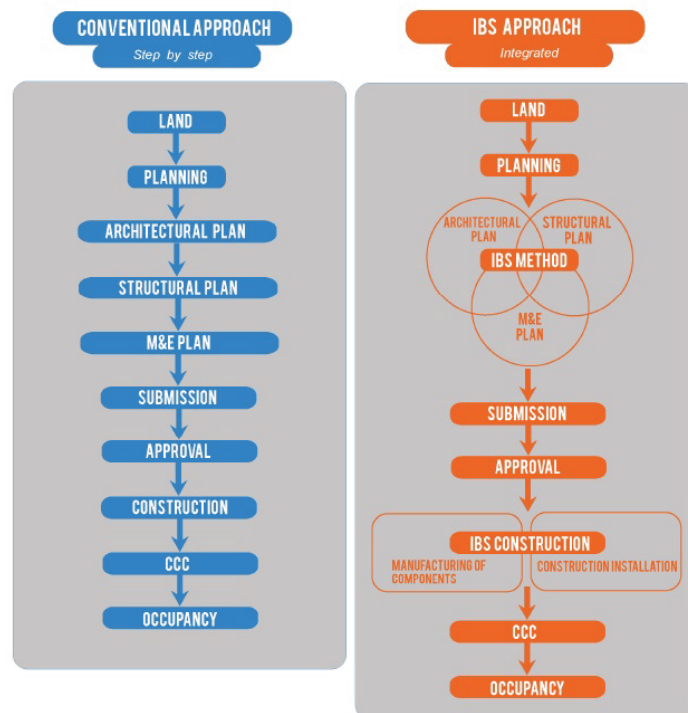 CONVENTIONAL APPROACH
Step by step
LAND
PLANNING
ARCHITECTURAL PLAN
STRUCTURAL PLAN
M&E PLAN
SUBMISSION
APPROVAL
CONSTRUCTION
CCC
OCCUPANCY
IBS APPROACH
Integrated
LAND
PLANNING
ARCHITECTURAL
PLAN
STRUCTURAL
PLAN
IBS METHOD
M&E
PLAN
SUBMISSION
APPROVAL
IBS CONSTRUCTION
MANUFACTURING OF
COMPONENTS
CONSTRUCTION INSTALLATION
CCC
OCCUPANCY